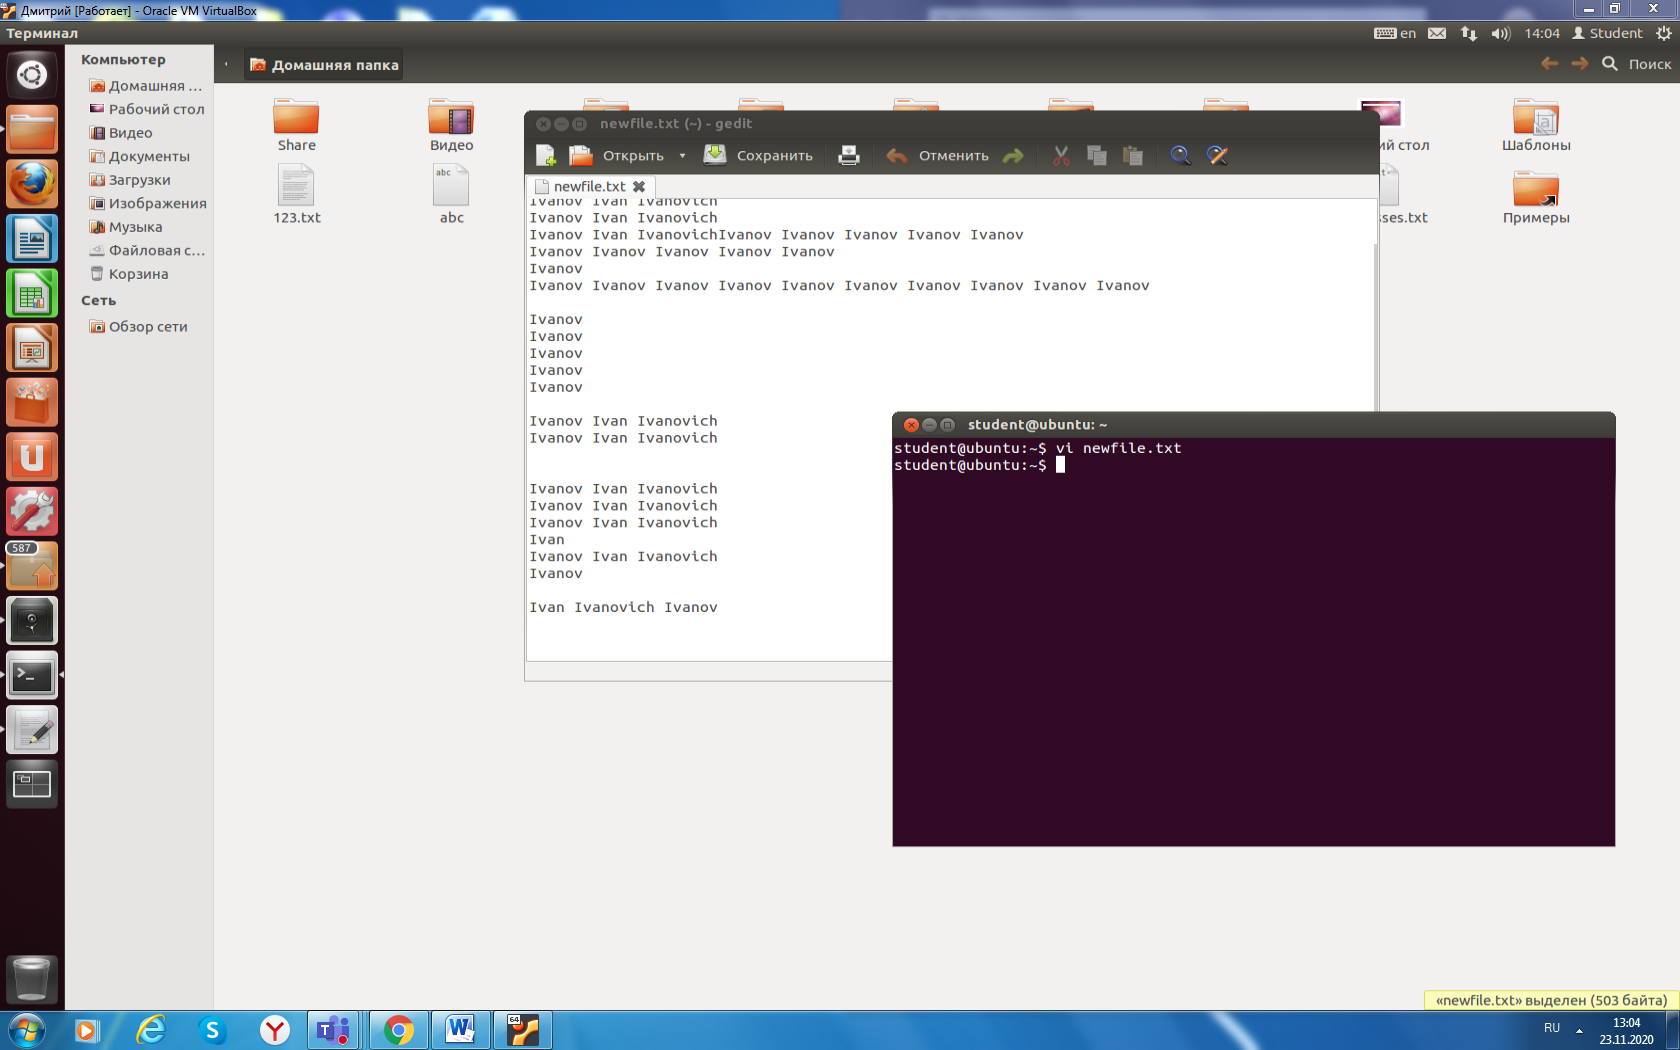 Дмитрий [Работает] - Oracle VM VirtualBox
Терминал
en
14:04
Student
Компьютер
Домашняя ...
Рабочий стол
Видео
Документы
Загрузки
Изображения
Музыка
Файловая с...
Корзина
Сеть
Обзор сети
Домашняя папка
Поиск
Share
Видео
ий стол
Шаблоны
123.txt
abc
abc
sses.txt
Примеры
newfile.txt (~) - gedit
Открыть
Сохранить
Отменить
newfile.txt
Ivanov Ivan Ivanovich
Ivanov Ivan Ivanovich
Ivanov Ivan IvanovichIvanov Ivanov Ivanov Ivanov Ivanov
Ivanov Ivanov Ivanov Ivanov Ivanov
Ivanov
Ivanov Ivanov Ivanov Ivanov Ivanov Ivanov Ivanov Ivanov Ivanov Ivanov
Ivanov
Ivanov
Ivanov
Ivanov
Ivanov
Ivanov Ivan Ivanovich
Ivanov Ivan Ivanovich
Ivanov Ivan Ivanovich
Ivanov Ivan Ivanovich
Ivanov Ivan Ivanovich
Ivan
Ivanov Ivan Ivanovich
Ivanov
Ivan Ivanovich Ivanov
student@ubuntu: ~
student@ubuntu:~$ vi newfile.txt
student@ubuntu:~$
587
«newfile.txt» выделен (503 байта)
64
RU
13:04
23.11.2020